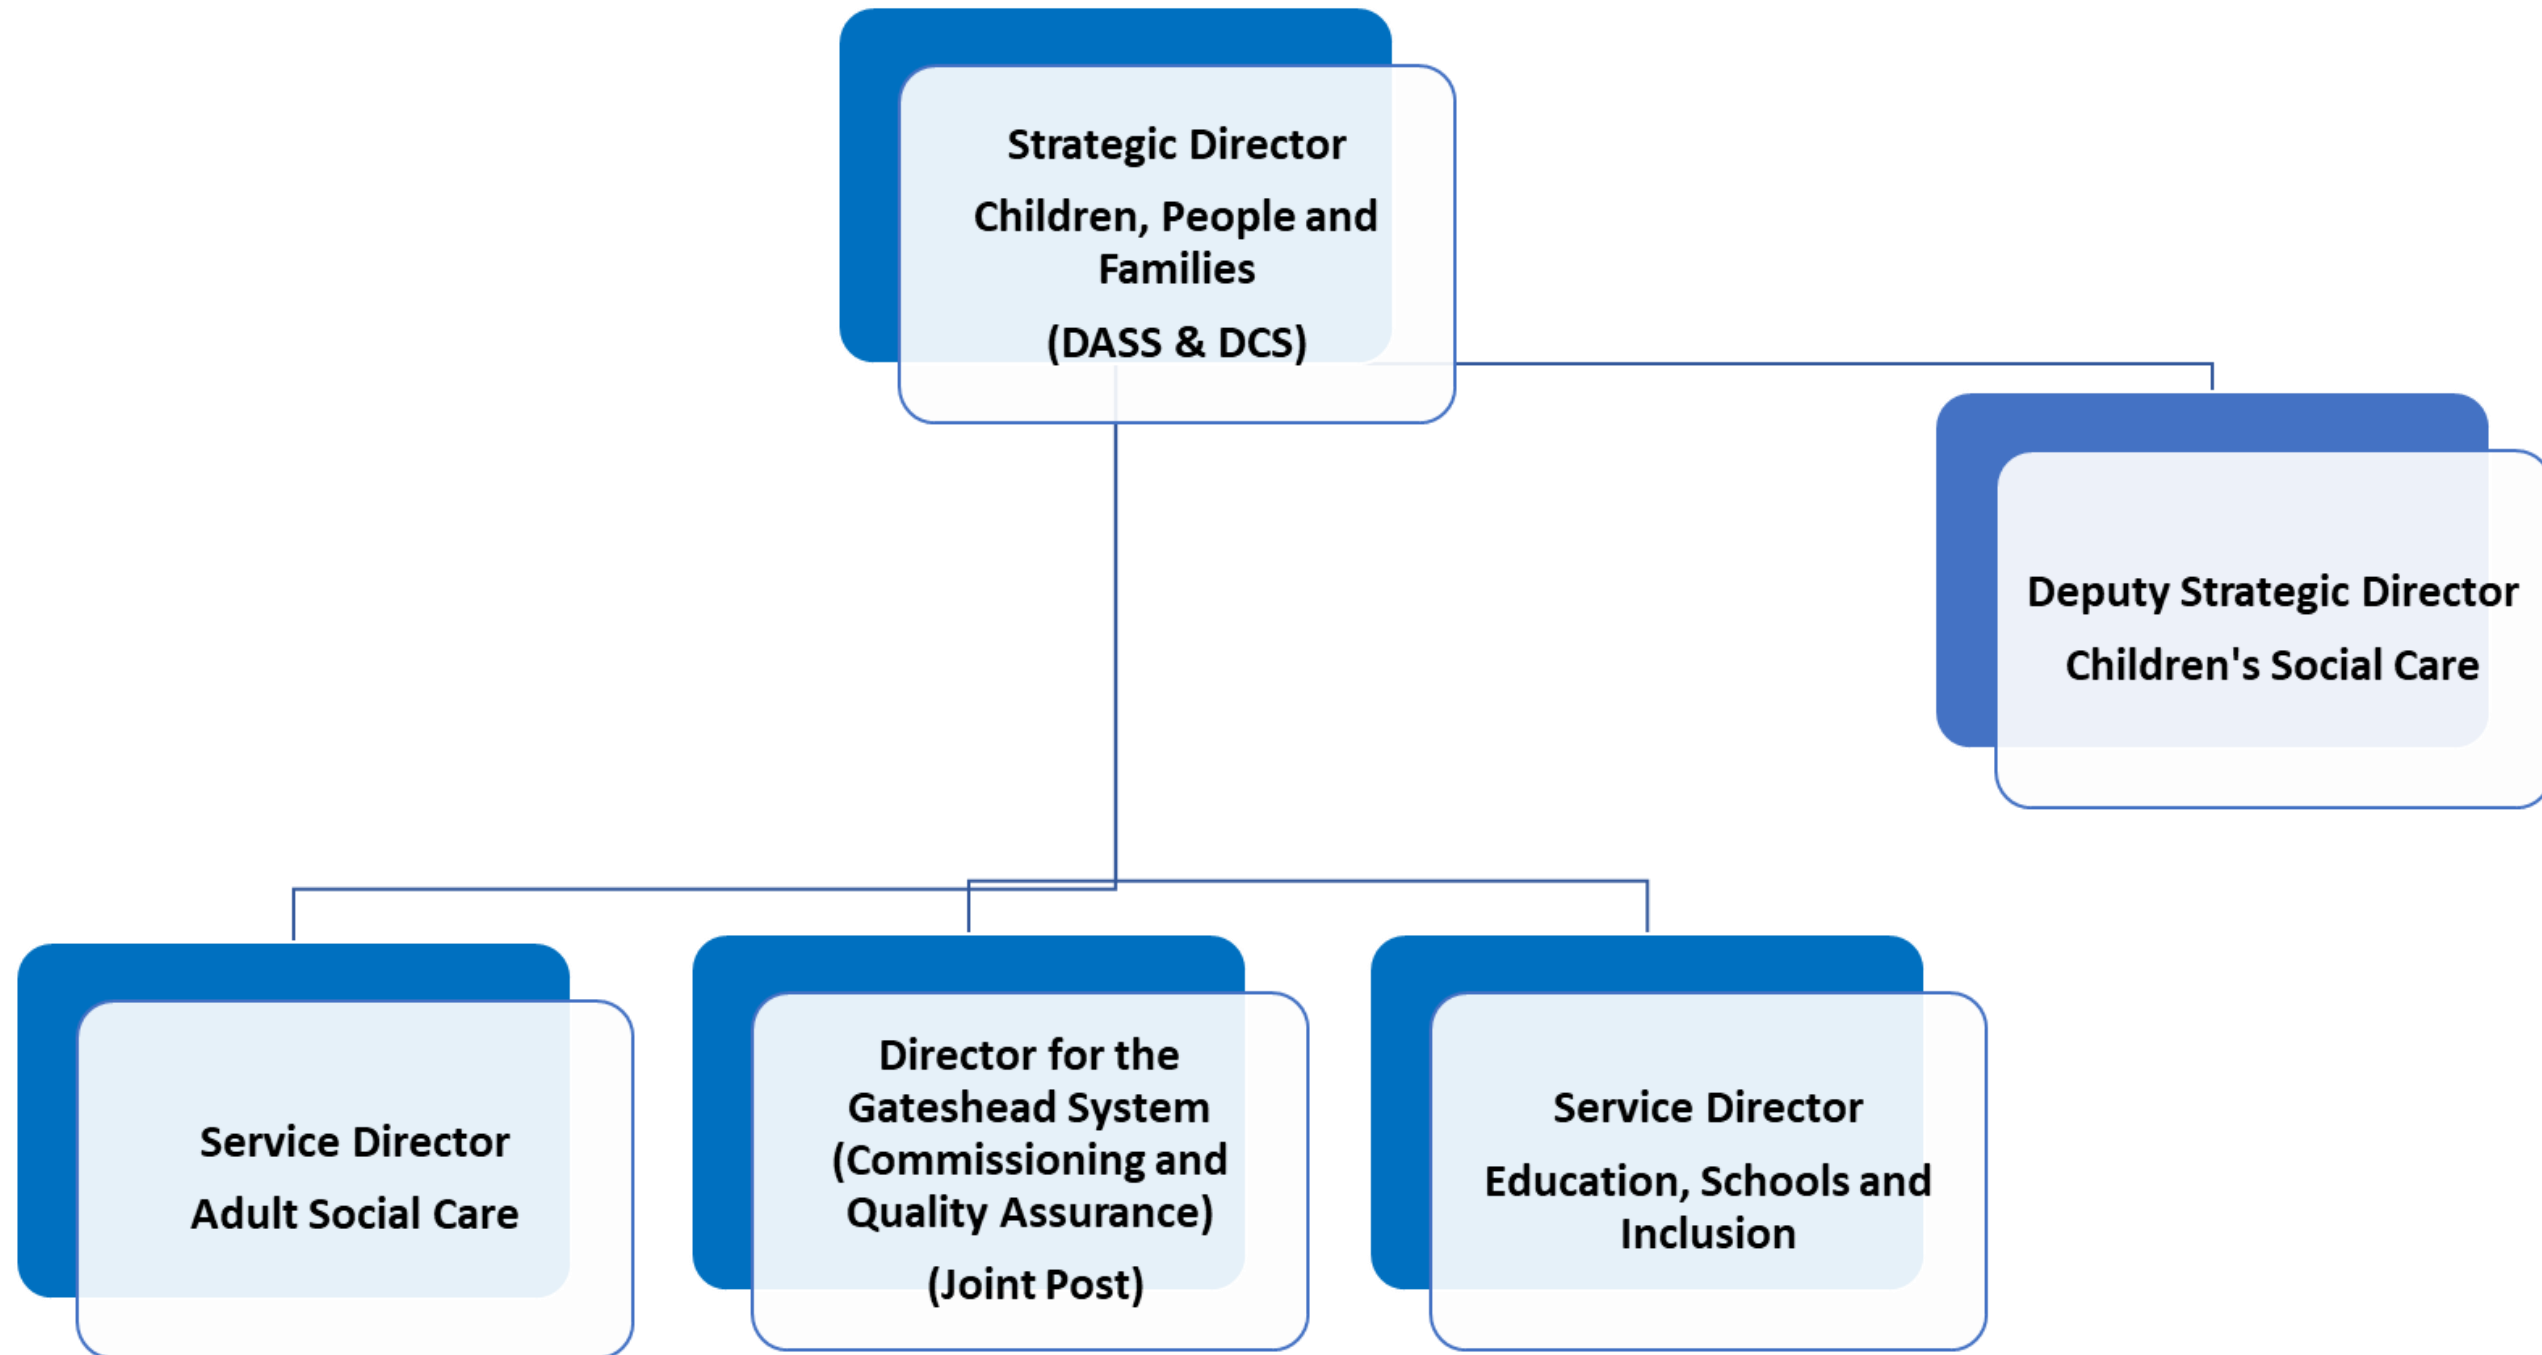 Strategic Director
Children, People and
Families
(DASS & DCS)
Deputy Strategic Director
Children's Social Care
Service Director
Adult Social Care
Director for the
Gateshead System
(Commissioning and
Quality Assurance)
(Joint Post)
Service Director
Education, Schools and
Inclusion